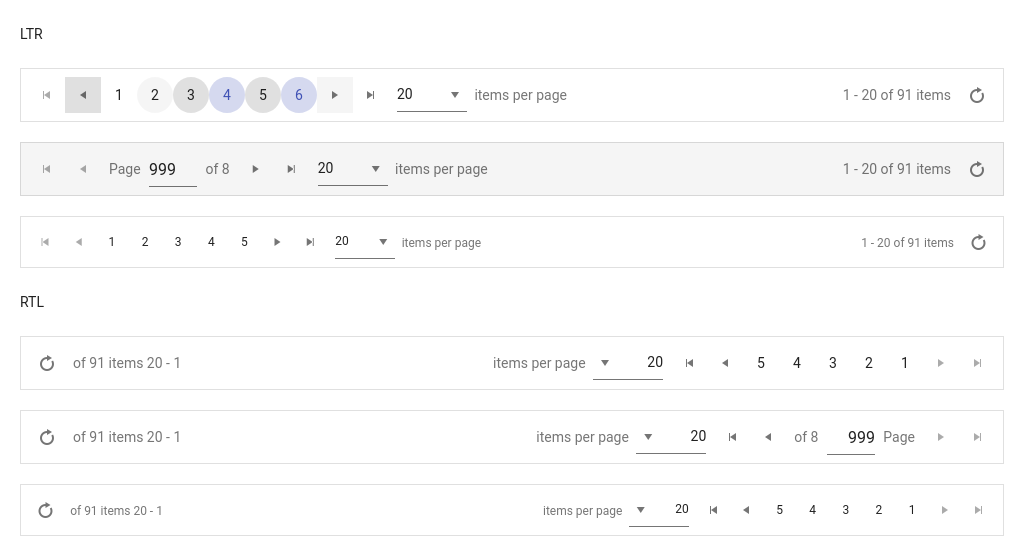 LTR
1 2 3 4 5 6 20 items per page 1 - 20 of 91 items
Page 999 of 8 20 items per page 1 - 20 of 91 items
1 2 3 4 5 20 items per page 1 - 20 of 91 items
RTL
of 91 items 20 - 1 items per page 20 5 4 3 2 1
of 91 items 20 - 1 items per page 20 of 8 999 Page
of 91 items 20 - 1 items per page 20 5 4 3 2 1